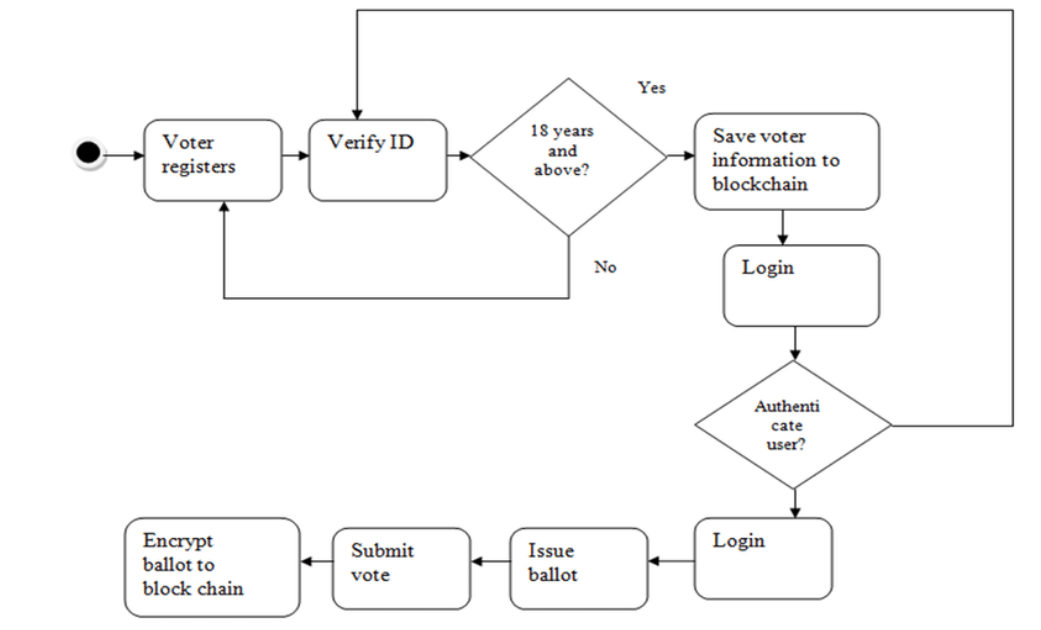 Voter
registers
Verify ID
18 years
and
above?
Yes
No
Save voter
information to
blockchain
Login
Authenti
cate
user?
Login
Issue
ballot
Submit
vote
Encrypt
ballot to
block chain